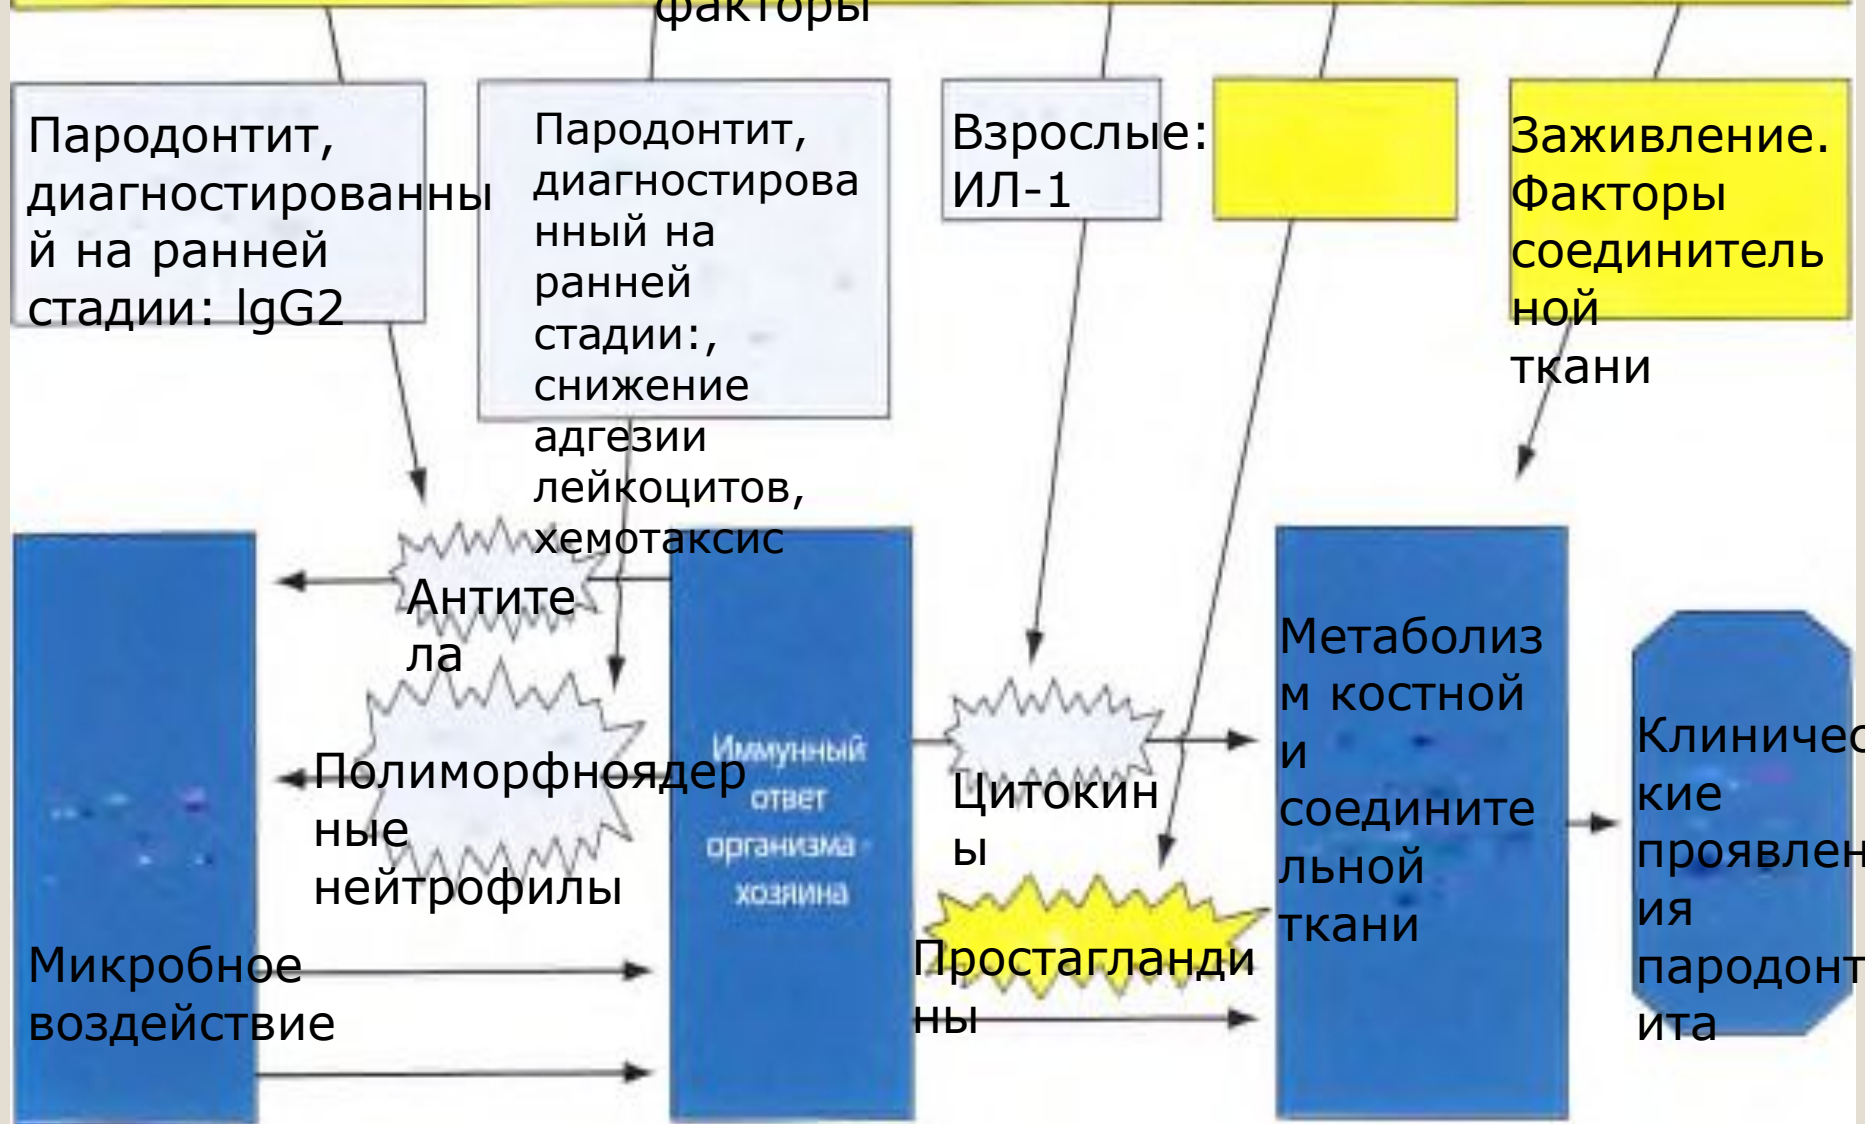 факторы
Пародонтит,
диагностированны
й на ранней
стадии: lgG2
Пародонтит,
диагностирова
нный на
ранней
стадии:,
снижение
адгезии
лейкоцитов,
хемотаксис
Взрослые:
ИЛ-1
Заживление.
Факторы
соединитель
ной
ткани
Антите
ла
Полиморфноядер
ные
нейтрофилы
Микробное
воздействие
Иммунный
ответ
организма -
хозяина
Цитокин
ы
Простагланди
ны
Метаболиз
м костной
и
соедините
льной
ткани
Клиничес
кие
проявлен
ия
пародонт
ита